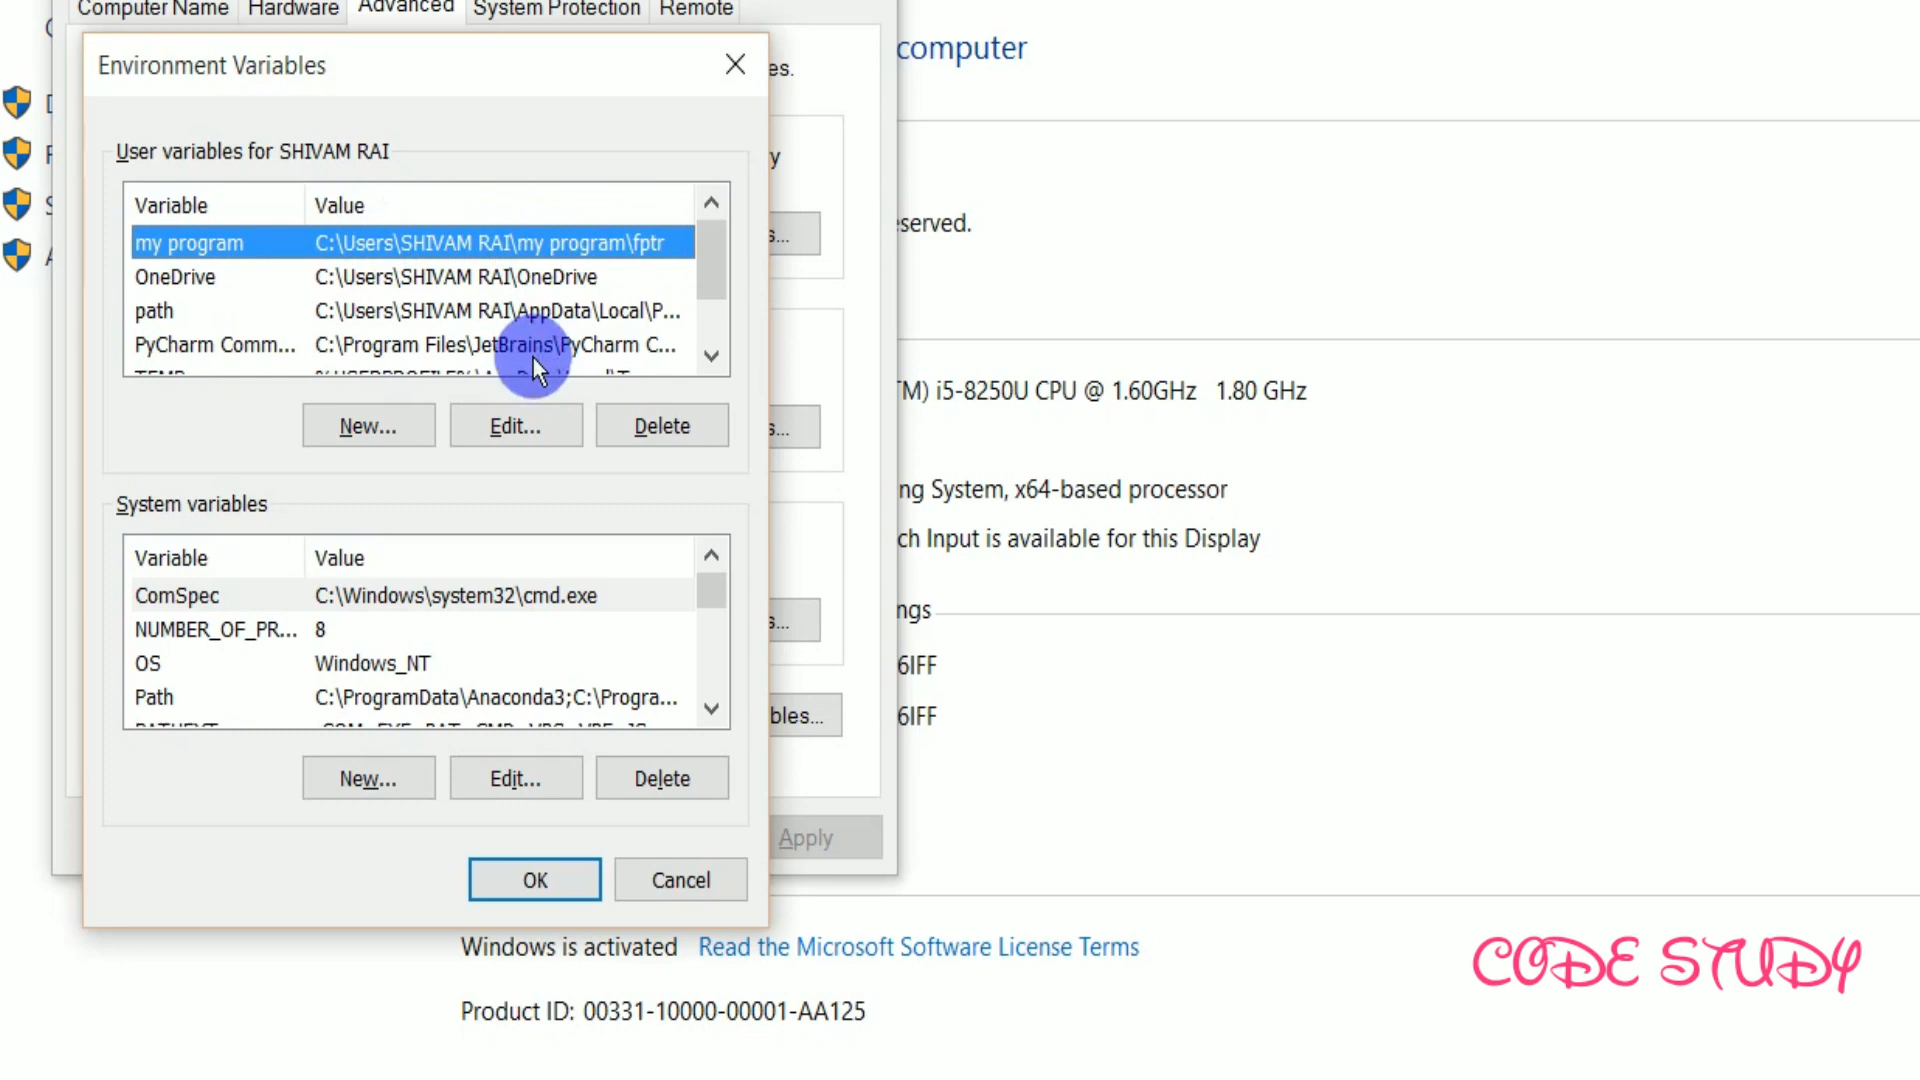 Computer Name Hardware Advanced System Protection Remote
Environment Variables
es.
computer
User variables for SHIVAM RAI
y
Variable Value
my program C:\Users\SHIVAM RAI\my program\fptr
s...
eserved.
OneDrive C:\Users\SHIVAM RAI\OneDrive
path C:\Users\SHIVAM RAI\AppData\Local\P...
PyCharm Comm... C:\Program Files\JetBrains\PyCharm C...
TM) i5-8250U CPU @ 1.60GHz 1.80 GHz
New... Edit... Delete
s...
System variables
ng System, x64-based processor
ch Input is available for this Display
Variable Value
ComSpec C:\Windows\system32\cmd.exe
ngs
NUMBER_OF_PR... 8
s...
OS Windows_NT
6IFF
Path C:\ProgramData\Anaconda3;C:\Progra...
bles...
6IFF
New... Edit... Delete
Apply
OK Cancel
Windows is activated Read the Microsoft Software License Terms
CODE STUDY
Product ID: 00331-10000-00001-AA125